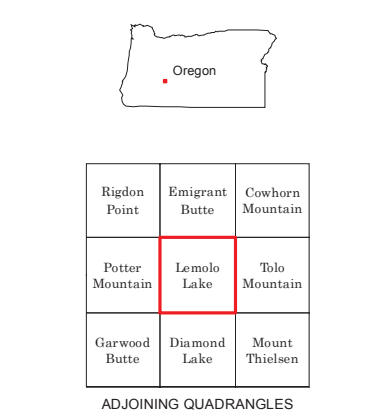 Oregon
Rigdon
Point
Emigrant
Butte
Cowhorn
Mountain
Potter
Mountain
Lemolo
Lake
Tolo
Mountain
Garwood
Butte
Diamond
Lake
Mount
Thielsen
ADJOINING QUADRANGLES